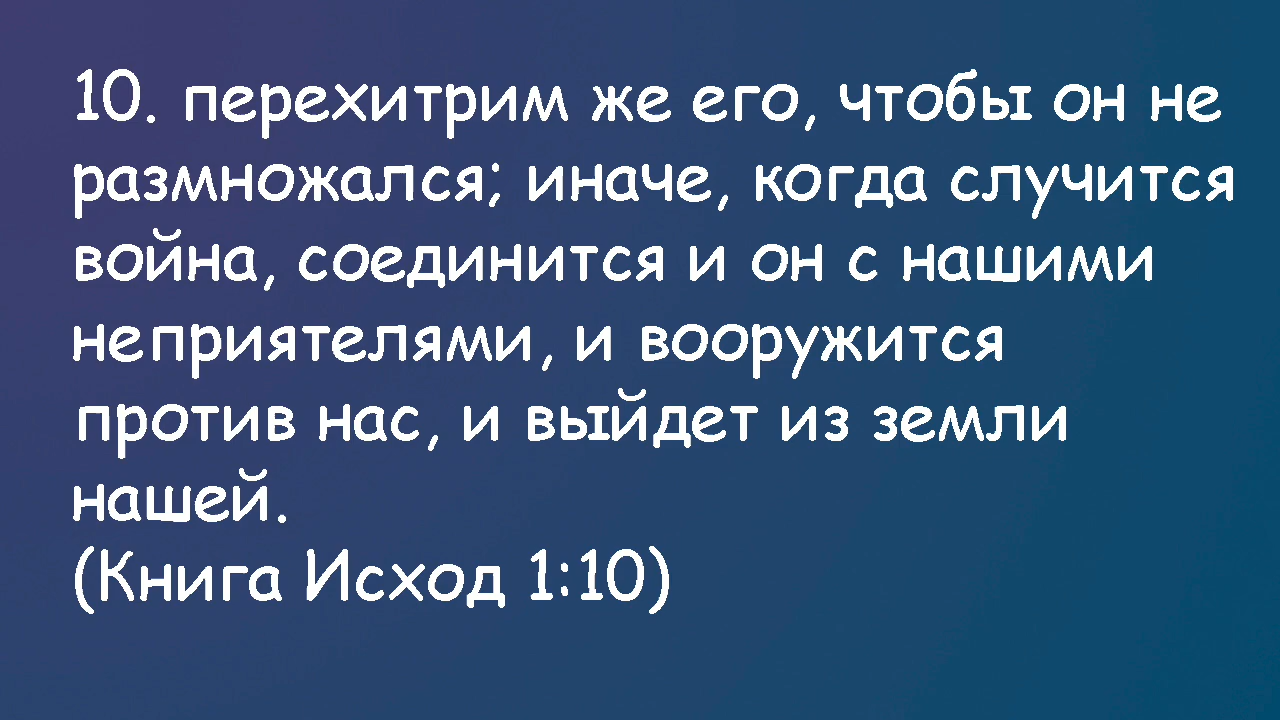 10. перехитрим же его, чтобы он не
размножался; иначе, когда случится
война, соединится и он с нашими
неприятелями, и вооружится
против нас, и выйдет из земли
нашей.
(Книга Исход 1:10)